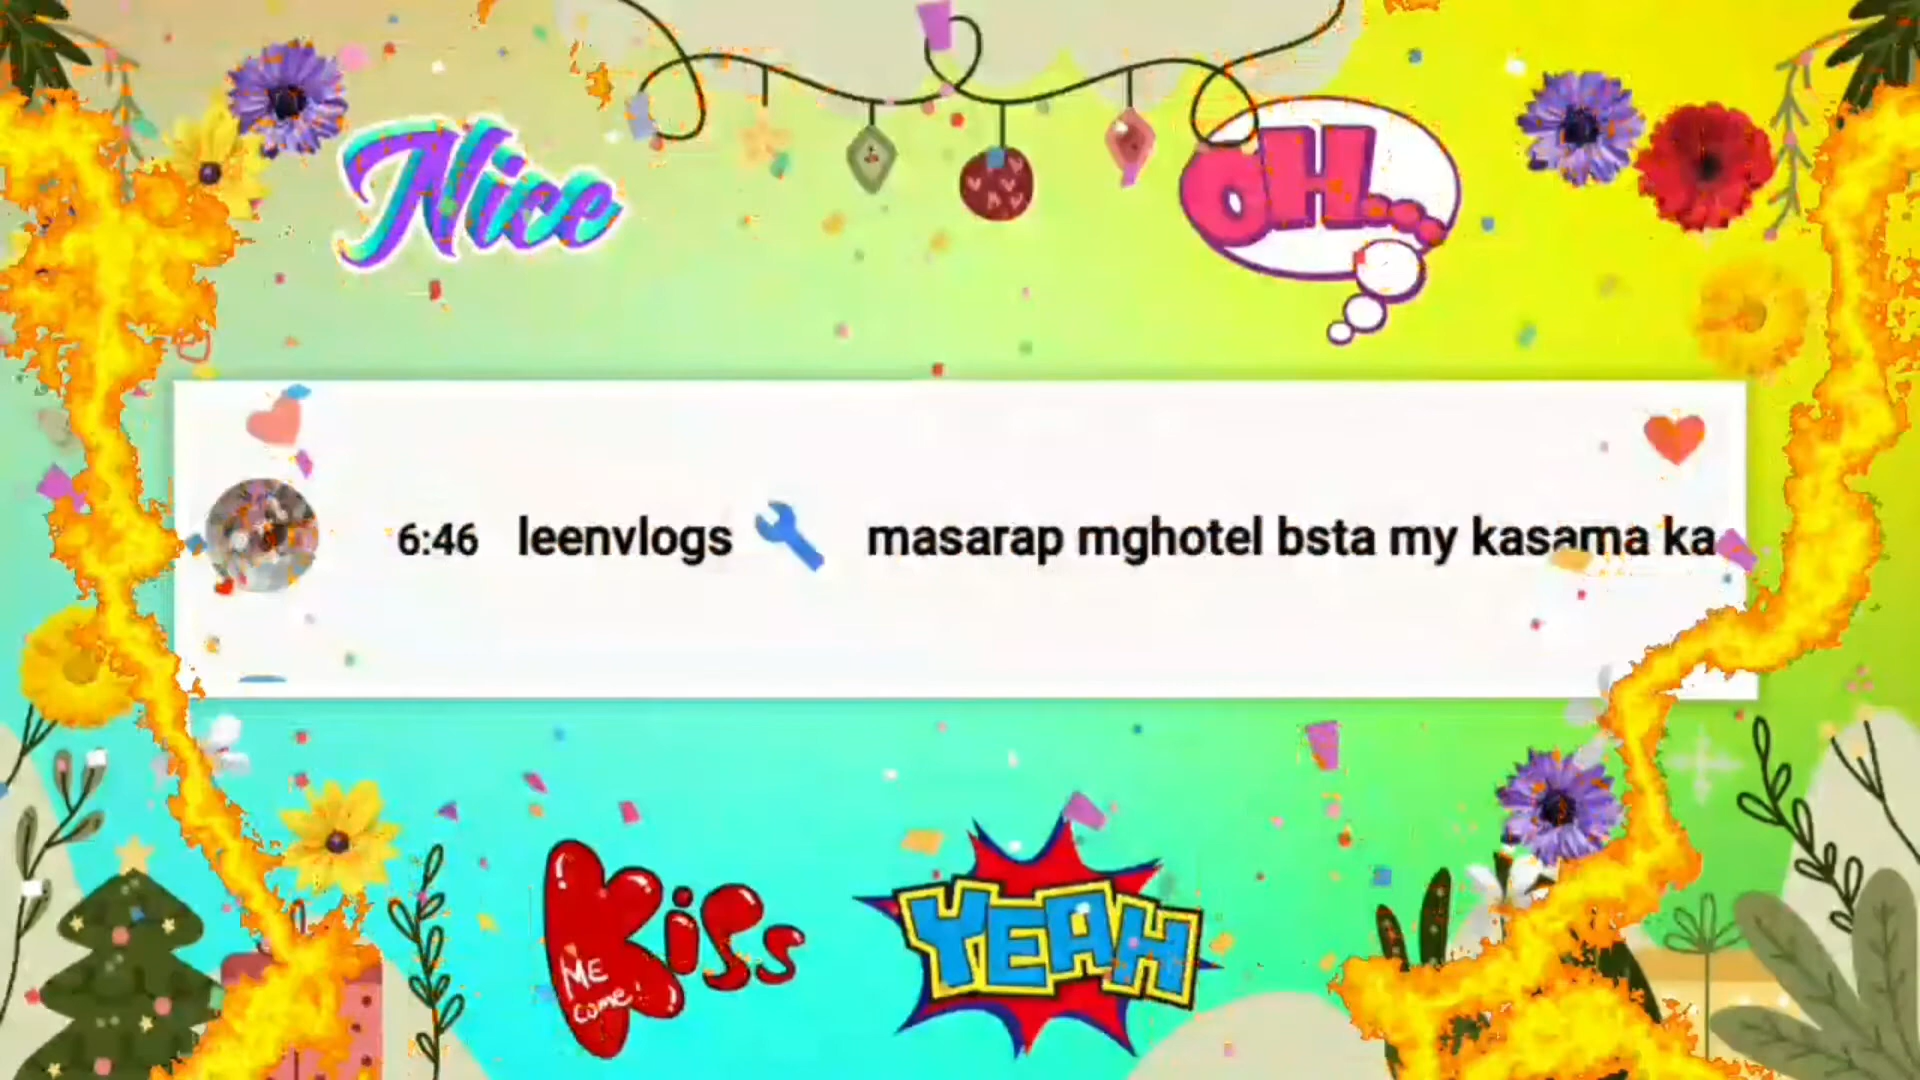 Nice
OH...
6:46 leenvlogs masarap mghotel bsta my kasama ka
Kiss
ME
come
YEAH